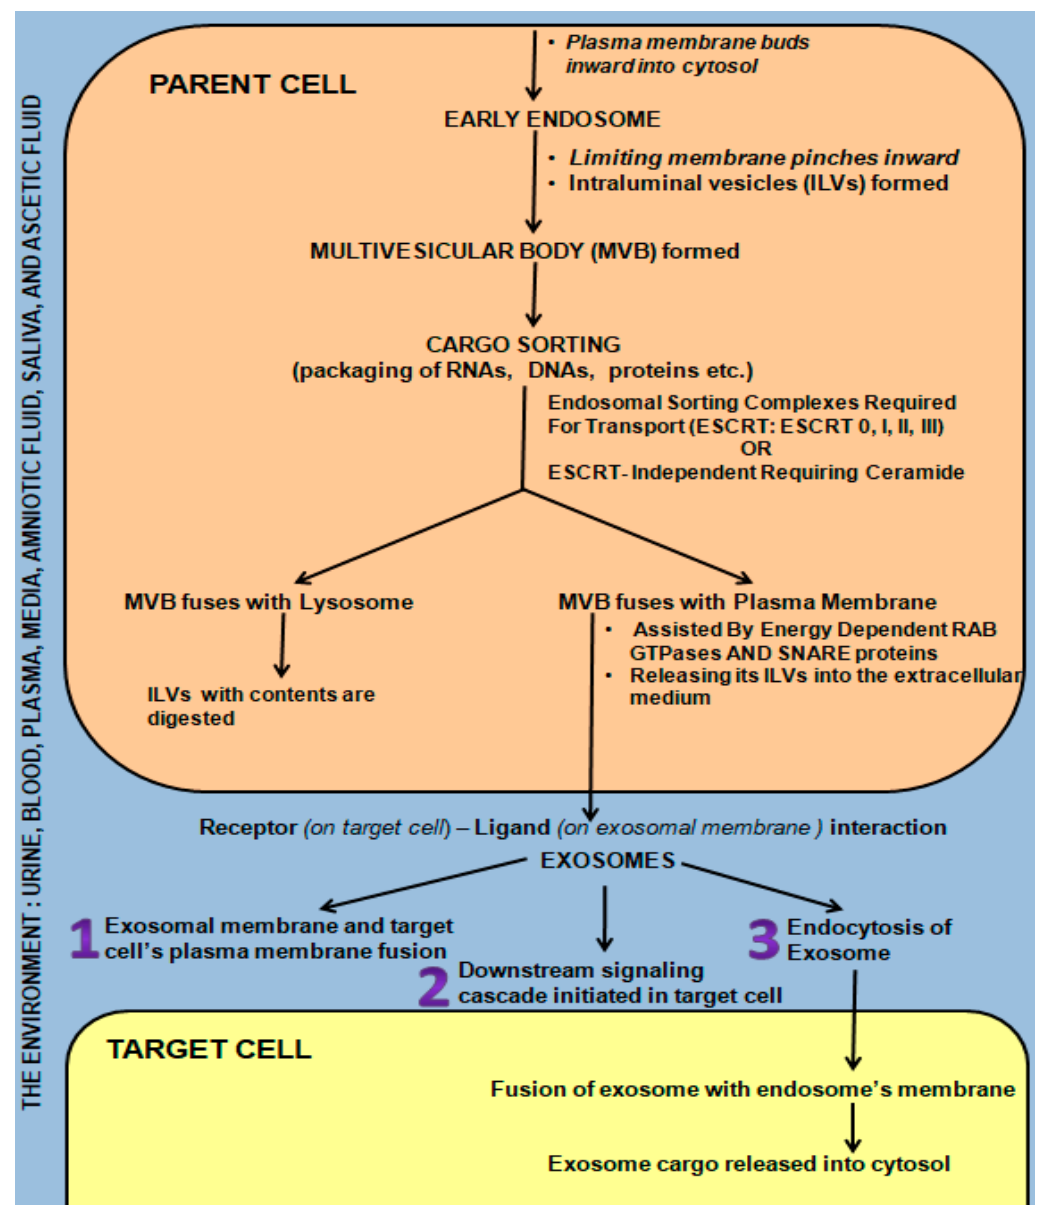 THE ENVIRONMENT : URINE, BLOOD, PLASMA, MEDIA, AMNIOTIC FLUID, SALIVA, AND ASCETIC FLUID
PARENT CELL
• Plasma membrane buds
inward into cytosol
EARLY ENDOSOME
• Limiting membrane pinches inward
• Intraluminal vesicles (ILVs) formed
MULTIVESICULAR BODY (MVB) formed
CARGO SORTING
(packaging of RNAs, DNAs, proteins etc.)
Endosomal Sorting Complexes Required
For Transport (ESCRT: ESCRT 0, I, II, III)
OR
ESCRT- Independent Requiring Ceramide
MVB fuses with Lysosome
ILVs with contents are
digested
MVB fuses with Plasma Membrane
• Assisted By Energy Dependent RAB
GTPases AND SNARE proteins
• Releasing its ILVs into the extracellular
medium
Receptor (on target cell) – Ligand (on exosomal membrane ) interaction
EXOSOMES
1 Exosomal membrane and target
cell's plasma membrane fusion
2 Downstream signaling
cascade initiated in target cell
3 Endocytosis of
Exosome
TARGET CELL
Fusion of exosome with endosome's membrane
Exosome cargo released into cytosol